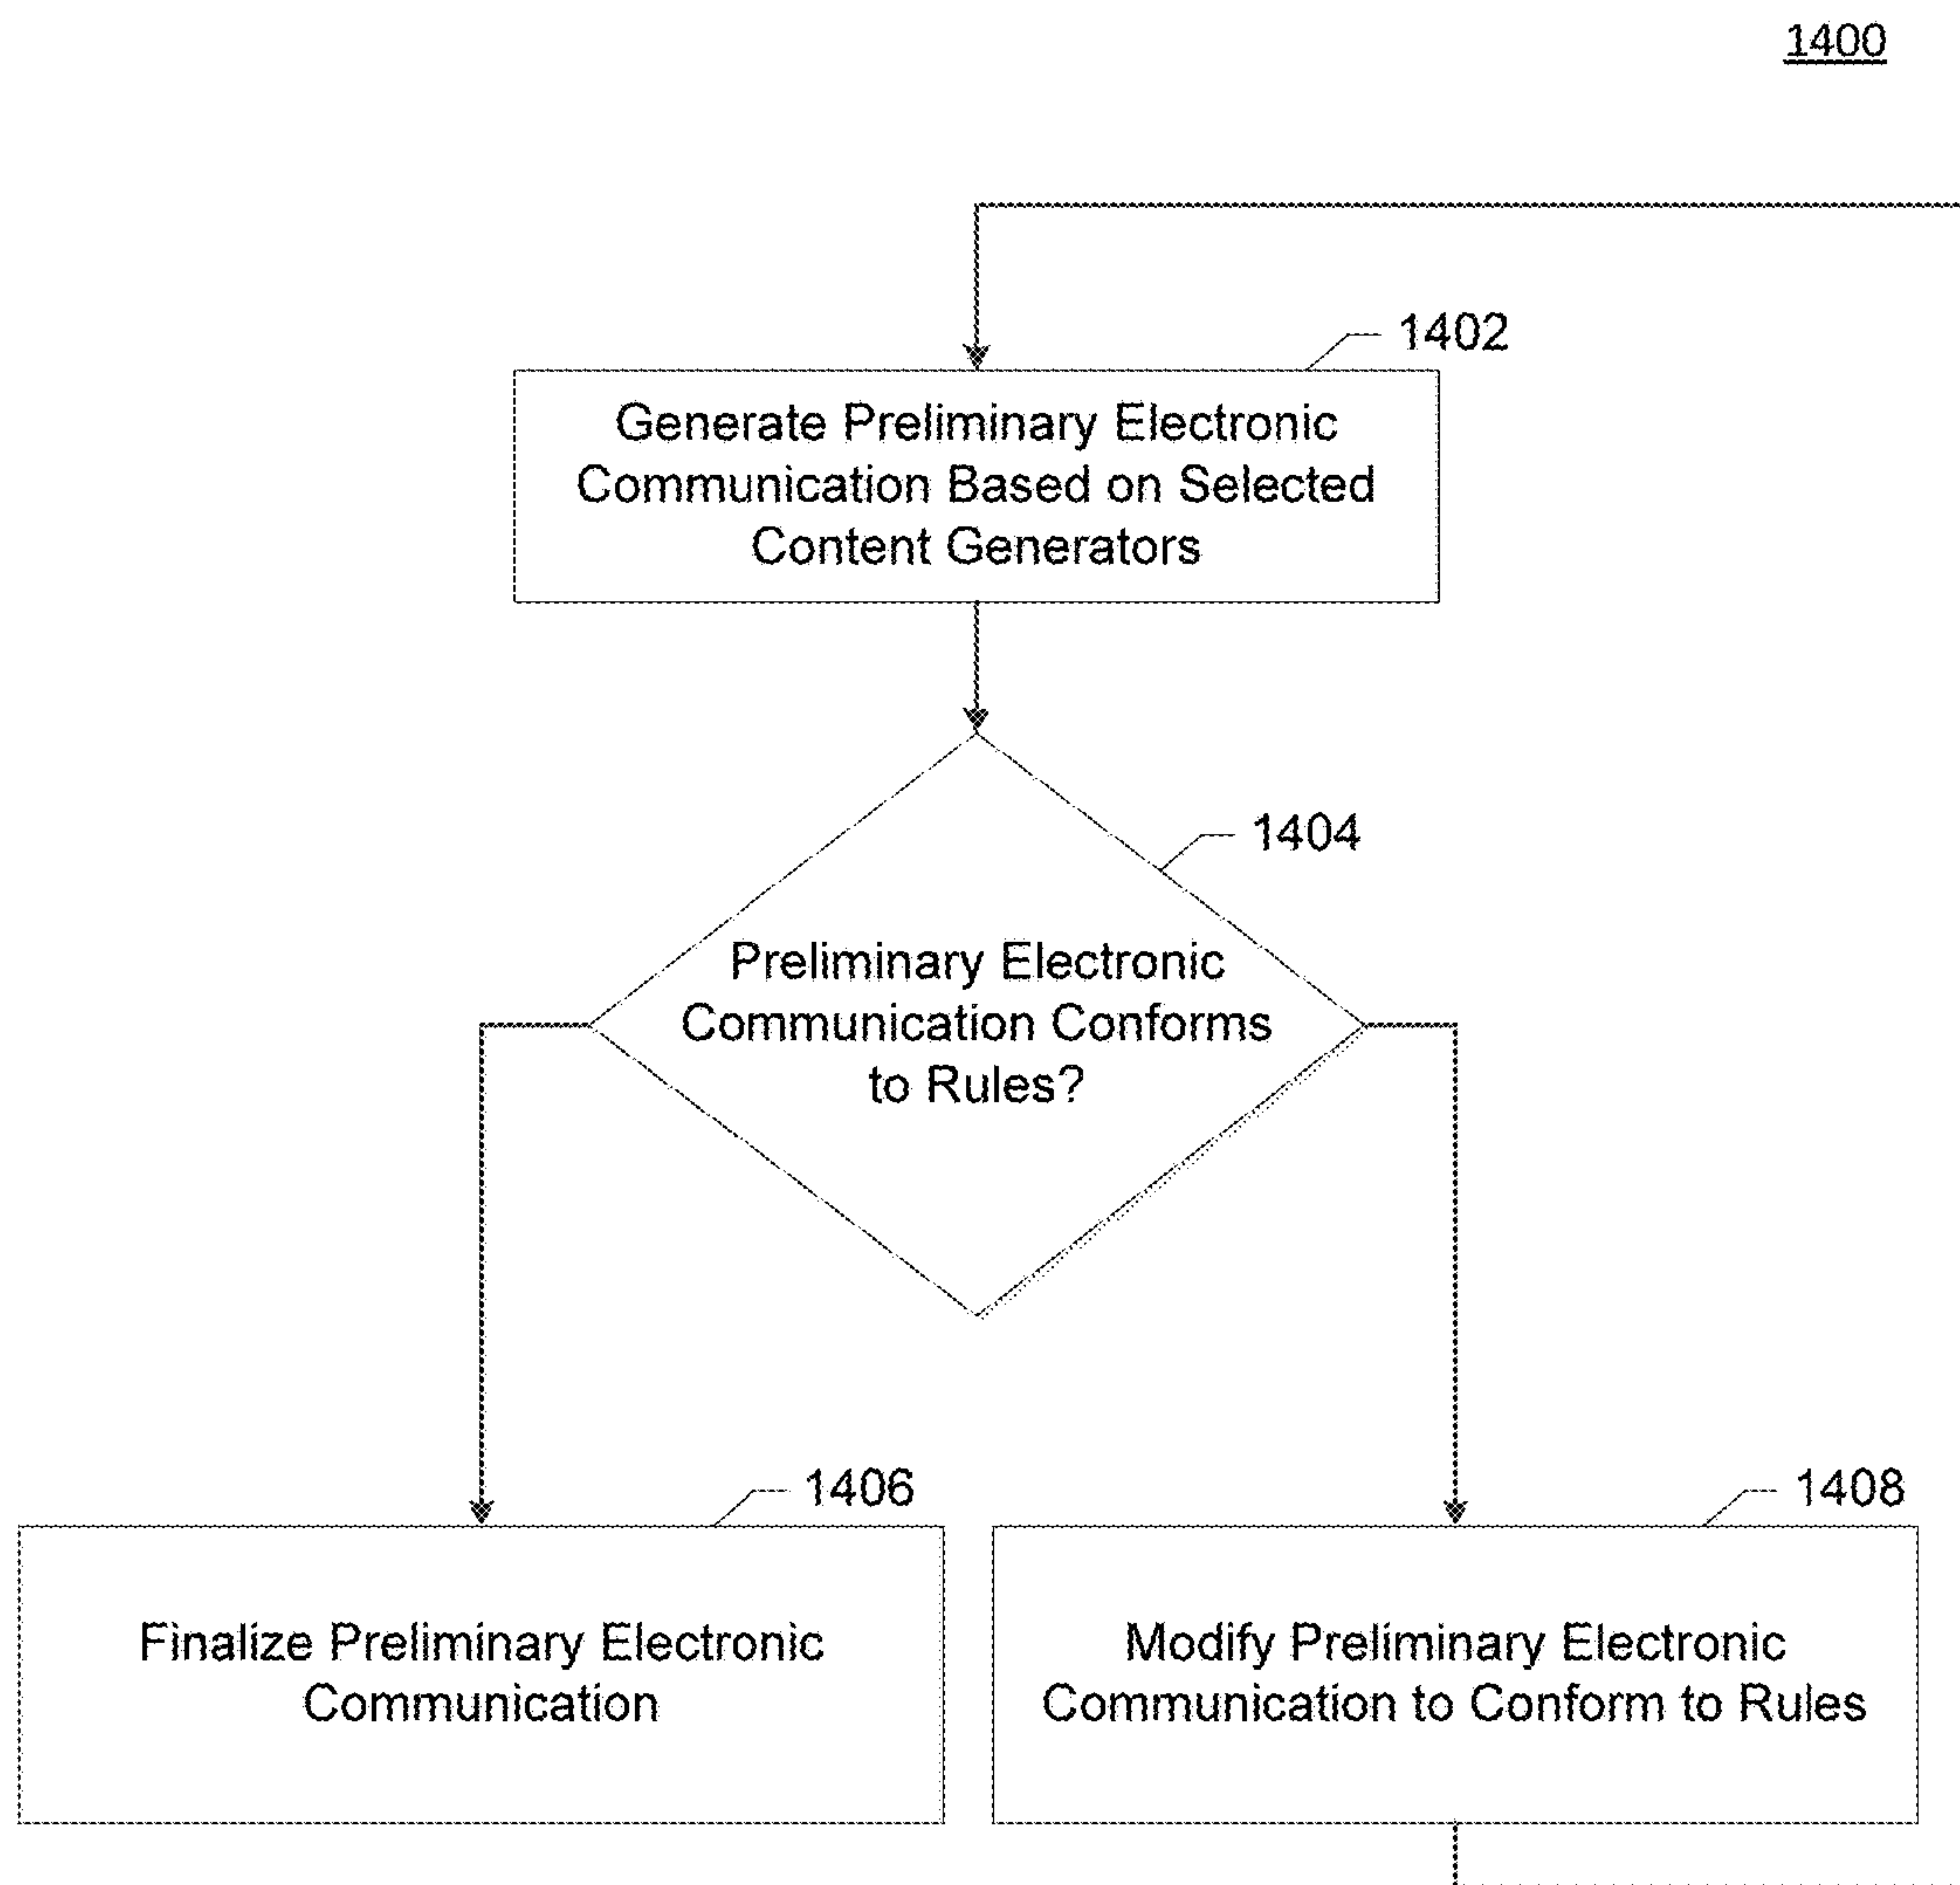 1400
1402
Generate Preliminary Electronic
Communication Based on Selected
Content Generators
1404
Preliminary Electronic
Communication Conforms
to Rules?
1406
Finalize Preliminary Electronic
Communication
1408
Modify Preliminary Electronic
Communication to Conform to Rules